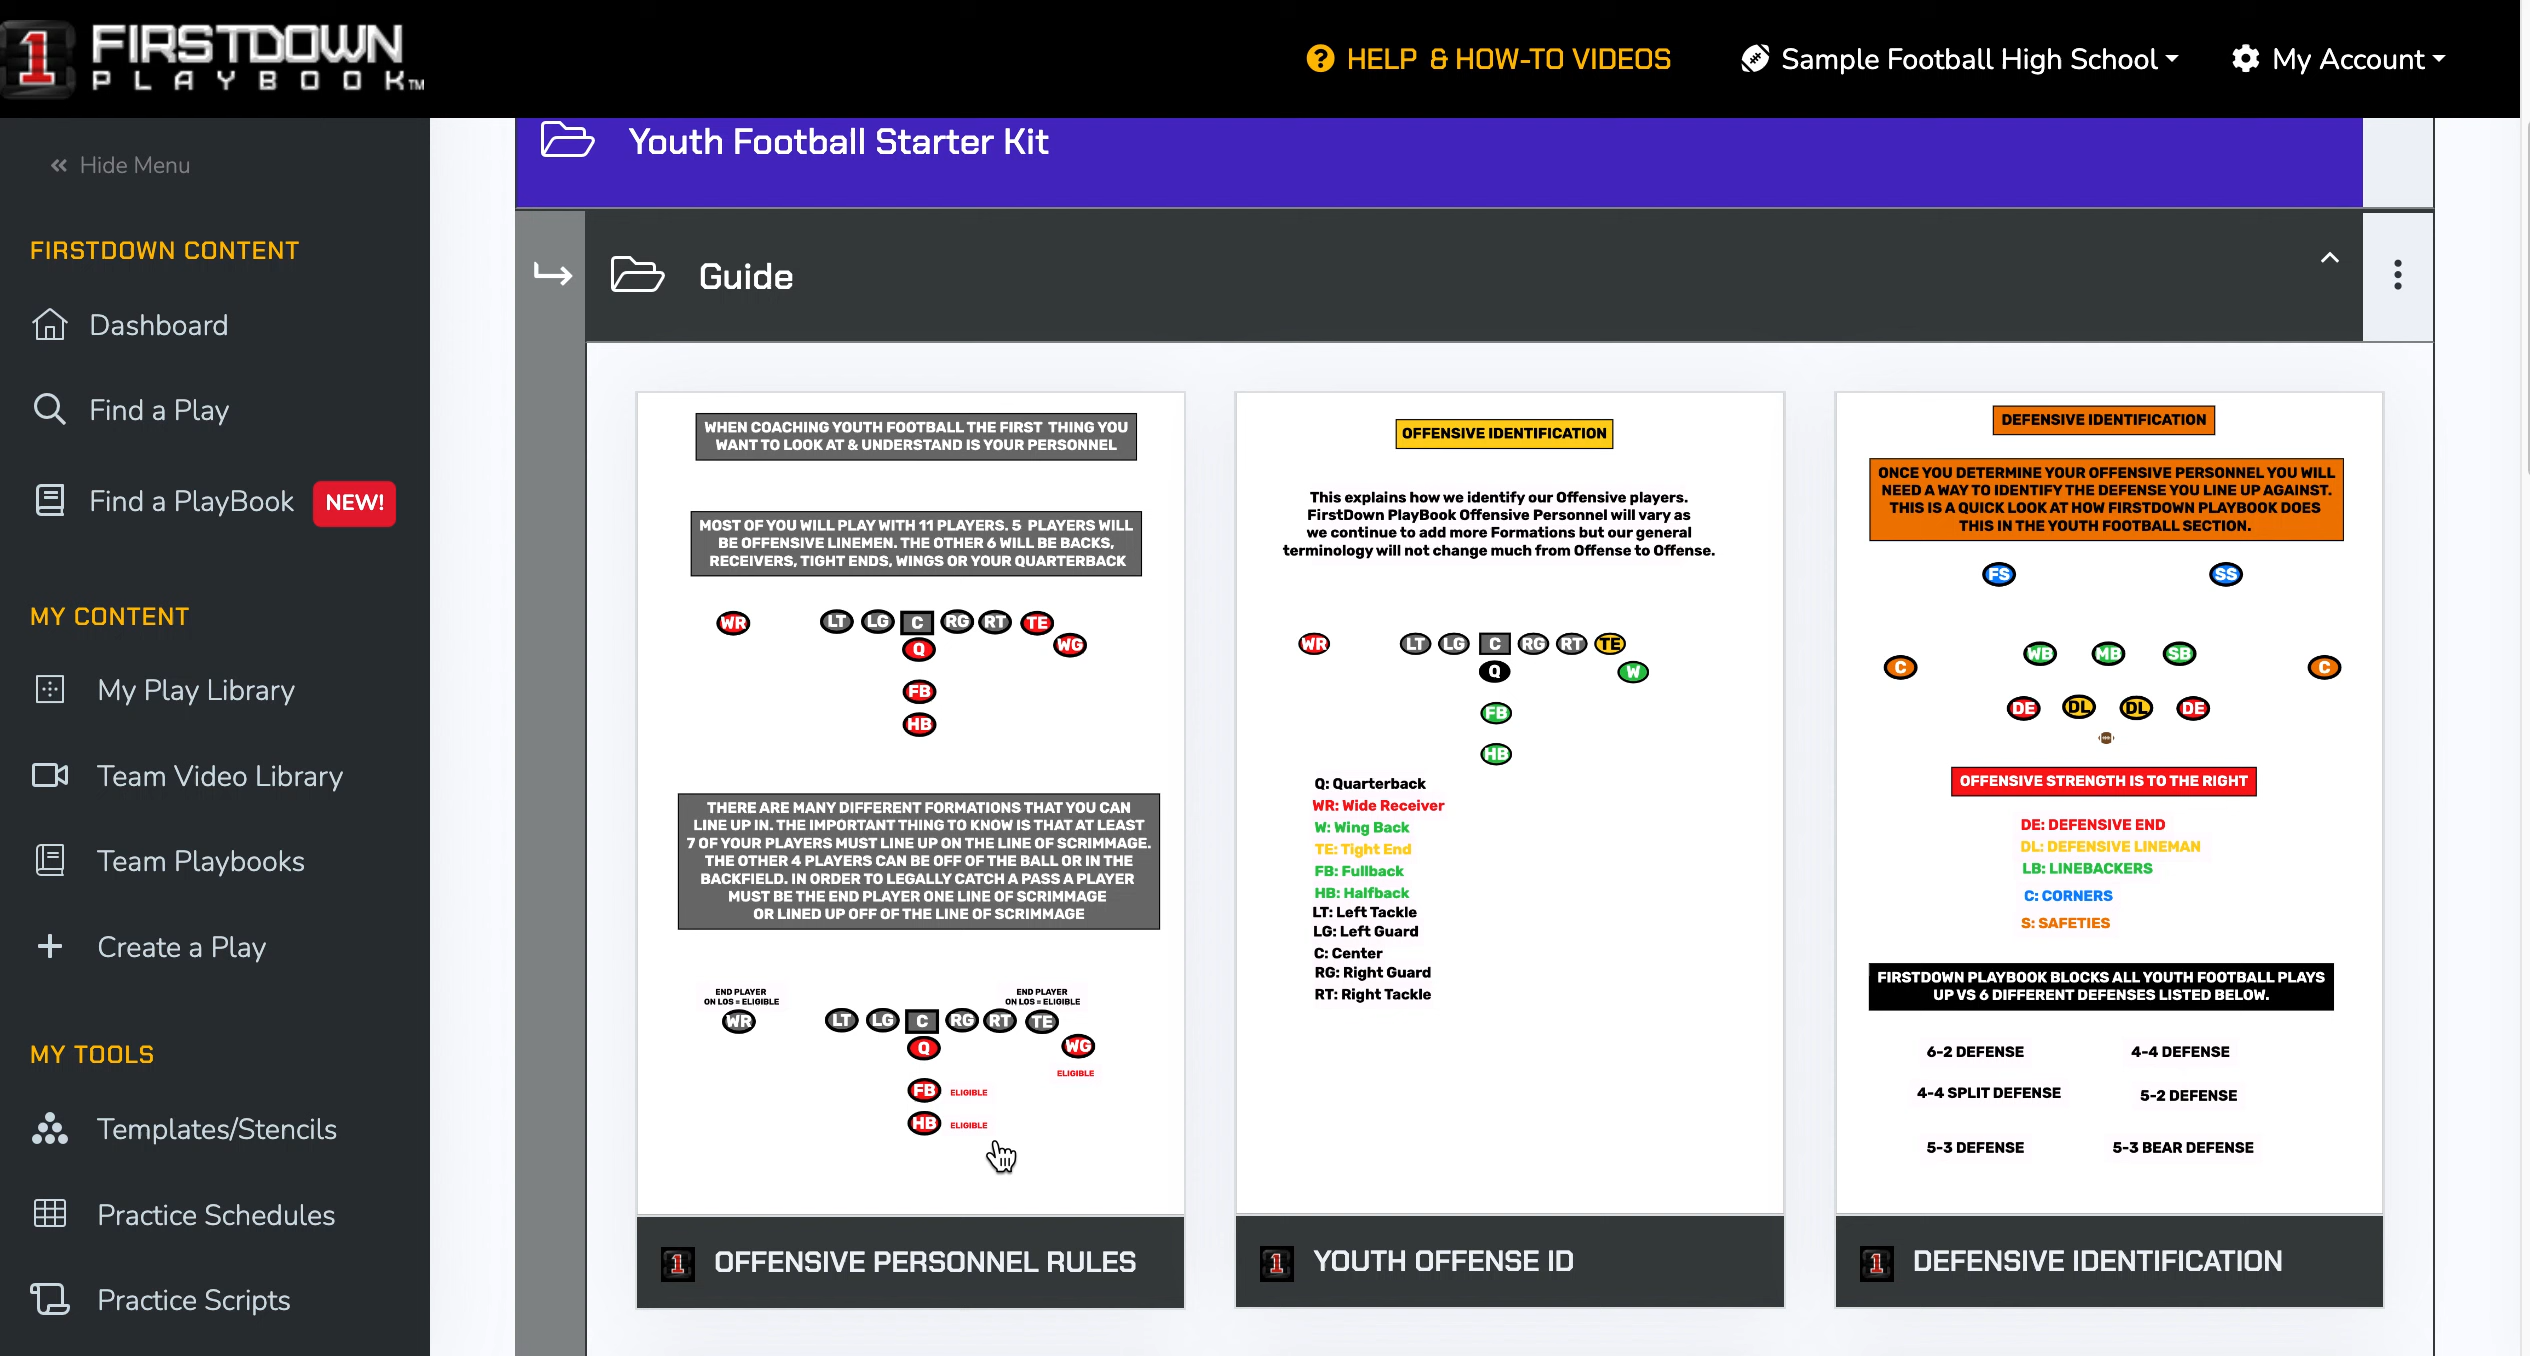 1 FIRSTDOWN
PLAYBOOK™
HELP & HOW-TO VIDEOS
Sample Football High School
My Account
Hide Menu
FIRSTDOWN CONTENT
Dashboard
Find a Play
Find a PlayBook NEW!
MY CONTENT
My Play Library
Team Video Library
Team Playbooks
Create a Play
MY TOOLS
Templates/Stencils
Practice Schedules
Practice Scripts
Youth Football Starter Kit
Guide
WHEN COACHING YOUTH FOOTBALL THE FIRST THING YOU
WANT TO LOOK AT & UNDERSTAND IS YOUR PERSONNEL
MOST OF YOU WILL PLAY WITH 11 PLAYERS. 5 PLAYERS WILL
BE OFFENSIVE LINEMEN. THE OTHER 6 WILL BE BACKS,
RECEIVERS, TIGHT ENDS, WINGS OR YOUR QUARTERBACK
WR LT LG C RG RT TE
Q WG
FB
HB
THERE ARE MANY DIFFERENT FORMATIONS THAT YOU CAN
LINE UP IN. THE IMPORTANT THING TO KNOW IS THAT AT LEAST
7 OF YOUR PLAYERS MUST LINE UP ON THE LINE OF SCRIMMAGE.
THE OTHER 4 PLAYERS CAN BE OFF OF THE BALL OR IN THE
BACKFIELD. IN ORDER TO LEGALLY CATCH A PASS A PLAYER
MUST BE THE END PLAYER ONE LINE OF SCRIMMAGE
OR LINED UP OFF OF THE LINE OF SCRIMMAGE
END PLAYER
ON LOS = ELIGIBLE
END PLAYER
ON LOS = ELIGIBLE
WR LT LG C RG RT TE
Q WG
ELIGIBLE
FB ELIGIBLE
HB ELIGIBLE
1 OFFENSIVE PERSONNEL RULES
OFFENSIVE IDENTIFICATION
This explains how we identify our Offensive players.
FirstDown PlayBook Offensive Personnel will vary as
we continue to add more Formations but our general
terminology will not change much from Offense to Offense.
WR LT LG C RG RT TE
Q W
FB
HB
Q: Quarterback
WR: Wide Receiver
W: Wing Back
TE: Tight End
FB: Fullback
HB: Halfback
LT: Left Tackle
LG: Left Guard
C: Center
RG: Right Guard
RT: Right Tackle
1 YOUTH OFFENSE ID
DEFENSIVE IDENTIFICATION
ONCE YOU DETERMINE YOUR OFFENSIVE PERSONNEL YOU WILL
NEED A WAY TO IDENTIFY THE DEFENSE YOU LINE UP AGAINST.
THIS IS A QUICK LOOK AT HOW FIRSTDOWN PLAYBOOK DOES
THIS IN THE YOUTH FOOTBALL SECTION.
FS SS
WB MB SB
C C
DE DL DL DE
OFFENSIVE STRENGTH IS TO THE RIGHT
DE: DEFENSIVE END
DL: DEFENSIVE LINEMAN
LB: LINEBACKERS
C: CORNERS
S: SAFETIES
FIRSTDOWN PLAYBOOK BLOCKS ALL YOUTH FOOTBALL PLAYS
UP VS 6 DIFFERENT DEFENSES LISTED BELOW.
6-2 DEFENSE 4-4 DEFENSE
4-4 SPLIT DEFENSE 5-2 DEFENSE
5-3 DEFENSE 5-3 BEAR DEFENSE
1 DEFENSIVE IDENTIFICATION